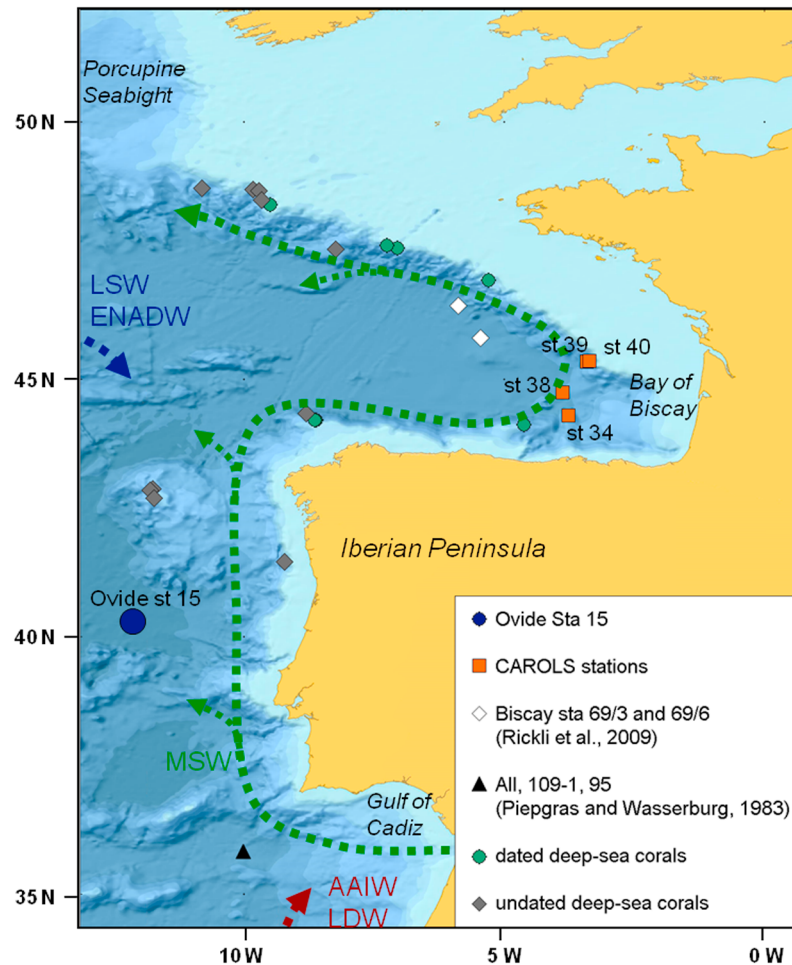 Porcupine
Seabight
50 N
LSW
ENADW
st 39
st 40
45 N
st 38
Bay of
Biscay
st 34
Iberian Peninsula
Ovide st 15
40 N
Ovide Sta 15
CAROLS stations
Biscay sta 69/3 and 69/6
(Rickli et al., 2009)
MSW
All, 109-1, 95
(Piepgras and Wasserburg, 1983)
Gulf of
Cadiz
dated deep-sea corals
35 N
AAIW
LDW
undated deep-sea corals
10 W
5 W
0 W